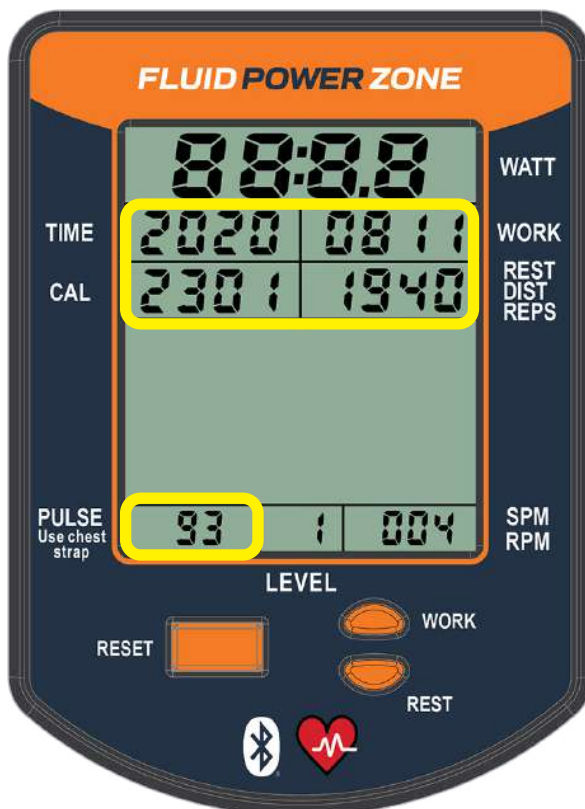 FLUID POWER ZONE
88:8.8 WATT
TIME 2020 0811 WORK
CAL 2301 1940 REST DIST REPS
PULSE Use chest strap 93 1 004 SPM RPM
LEVEL
RESET WORK
REST